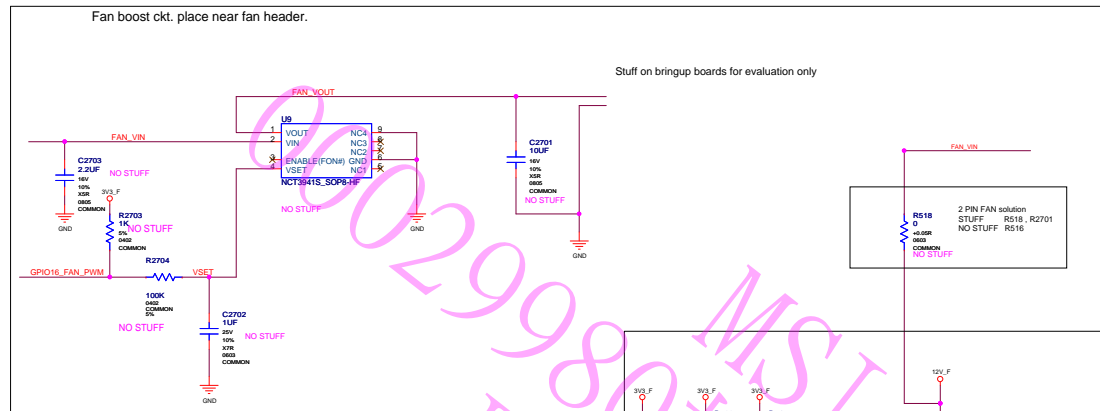 Fan boost ckt. place near fan header.
Stuff on bringup boards for evaluation only
FAN_VOUT
U9
1 VOUT NC4 9
2 VIN NC3 8
NC2 7
3 ENABLE(FON#) GND 6
4 VSET NC1 5
NCT3941S_SOP8-HF
NO STUFF
FAN_VIN
C2703
2.2UF
16V
10%
X5R
0805
COMMON
NO STUFF
GND
3V3_F
R2703
1K
5%
0402
COMMON
NO STUFF
GPIO16_FAN_PWM
R2704
100K
0402
COMMON
5%
NO STUFF
VSET
C2702
1UF
25V
10%
X7R
0603
COMMON
NO STUFF
GND
GND
C2701
10UF
16V
10%
X5R
0805
COMMON
NO STUFF
GND
FAN_VIN
R518
0
+0.05R
0603
COMMON
NO STUFF
2 PIN FAN solution
STUFF R518 , R2701
NO STUFF R516
3V3_F
3V3_F
3V3_F
12V_F
MSI